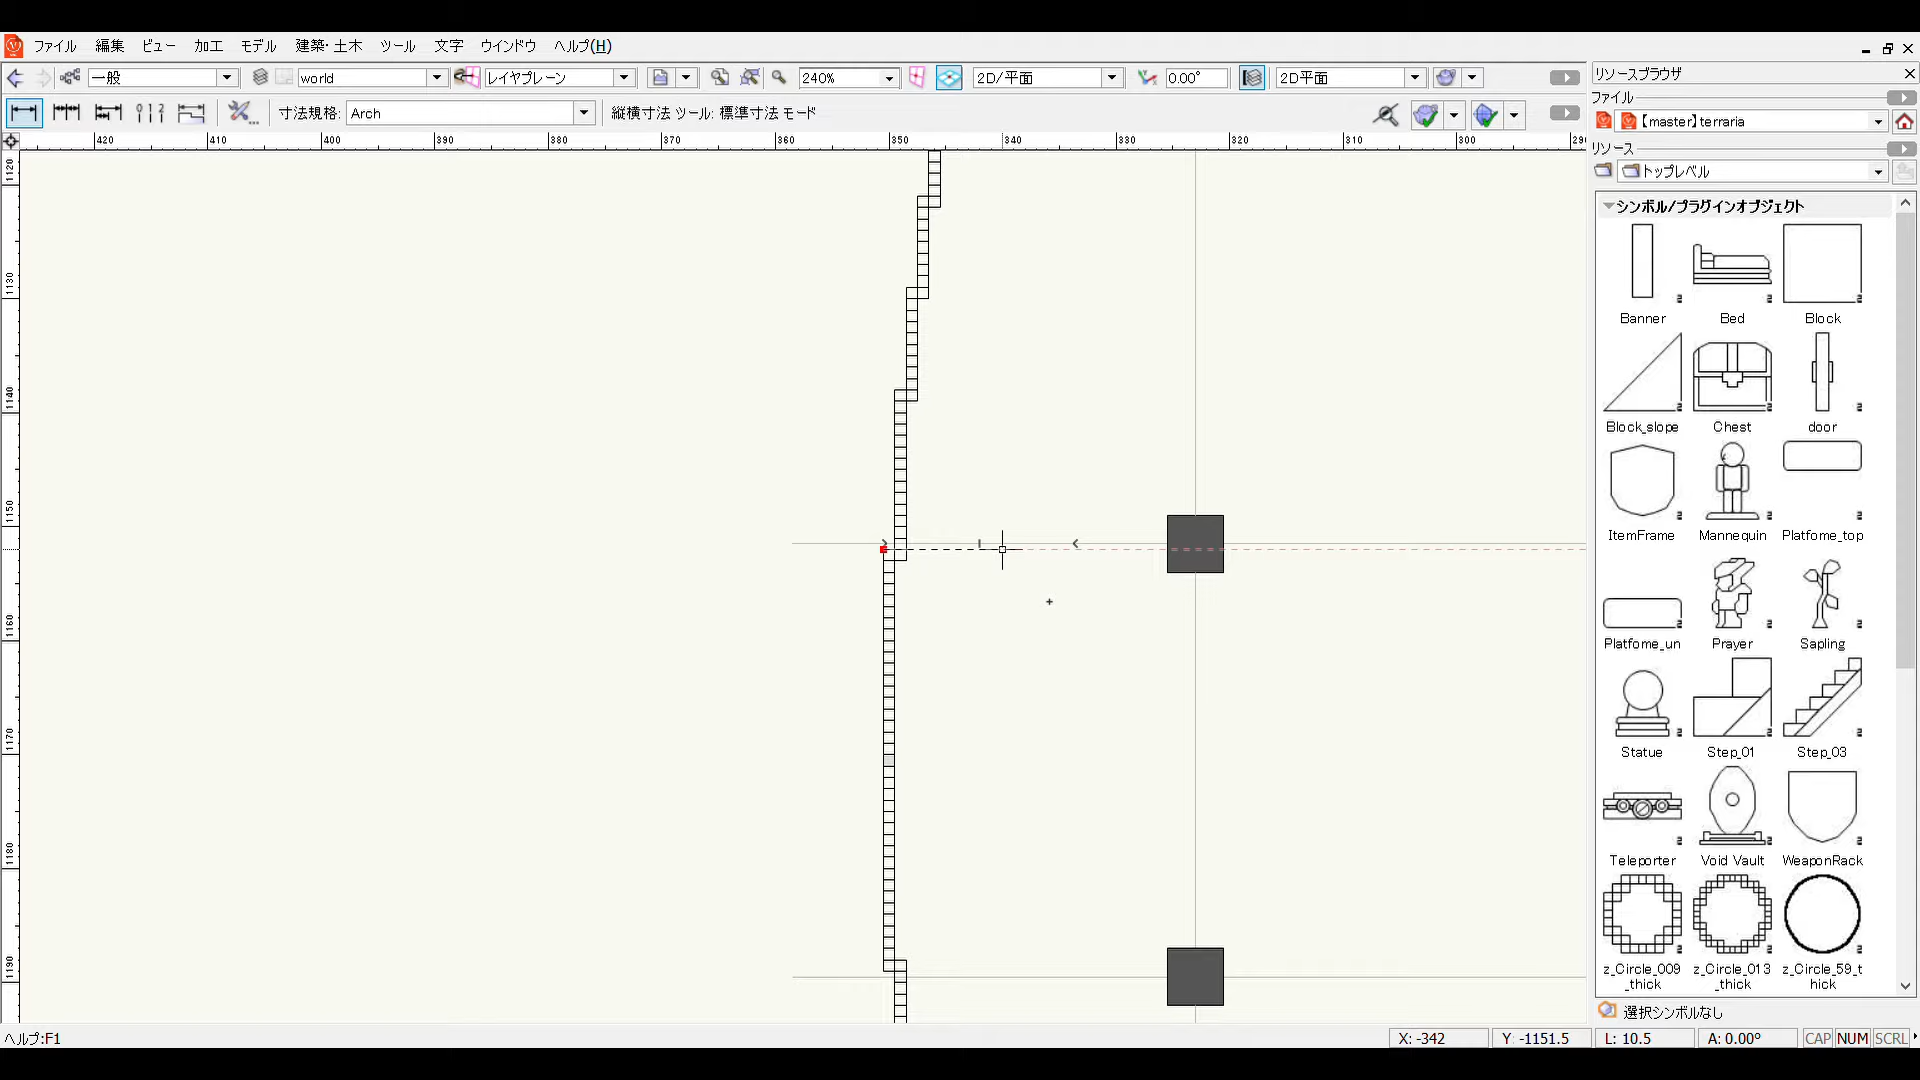 ファイル 編集 ビュー 加工 モデル 建築・土木 ツール 文字 ウインドウ ヘルプ(H)
一般 world レイヤプレーン 240% 2D/平面 0.00° 2D平面
寸法規格: Arch 縦横寸法 ツール: 標準寸法 モード
420 410 400 390 380 370 360 350 340 330 320 310 300 290
1120
1130
1140
1150
1160
1170
1180
1190
リソースブラウザ
ファイル
【master】terraria
リソース
トップレベル
シンボル/プラグインオブジェクト
Banner Bed Block
Block_slope Chest door
ItemFrame Mannequin Platfome_top
Platfome_un Prayer Sapling
Statue Step_01 Step_03
Teleporter Void Vault WeaponRack
z_Circle_009_thick z_Circle_013_thick z_Circle_59_thick
選択シンボルなし
ヘルプ:F1 X: -342 Y: -1151.5 L: 10.5 A: 0.00° CAP NUM SCRL